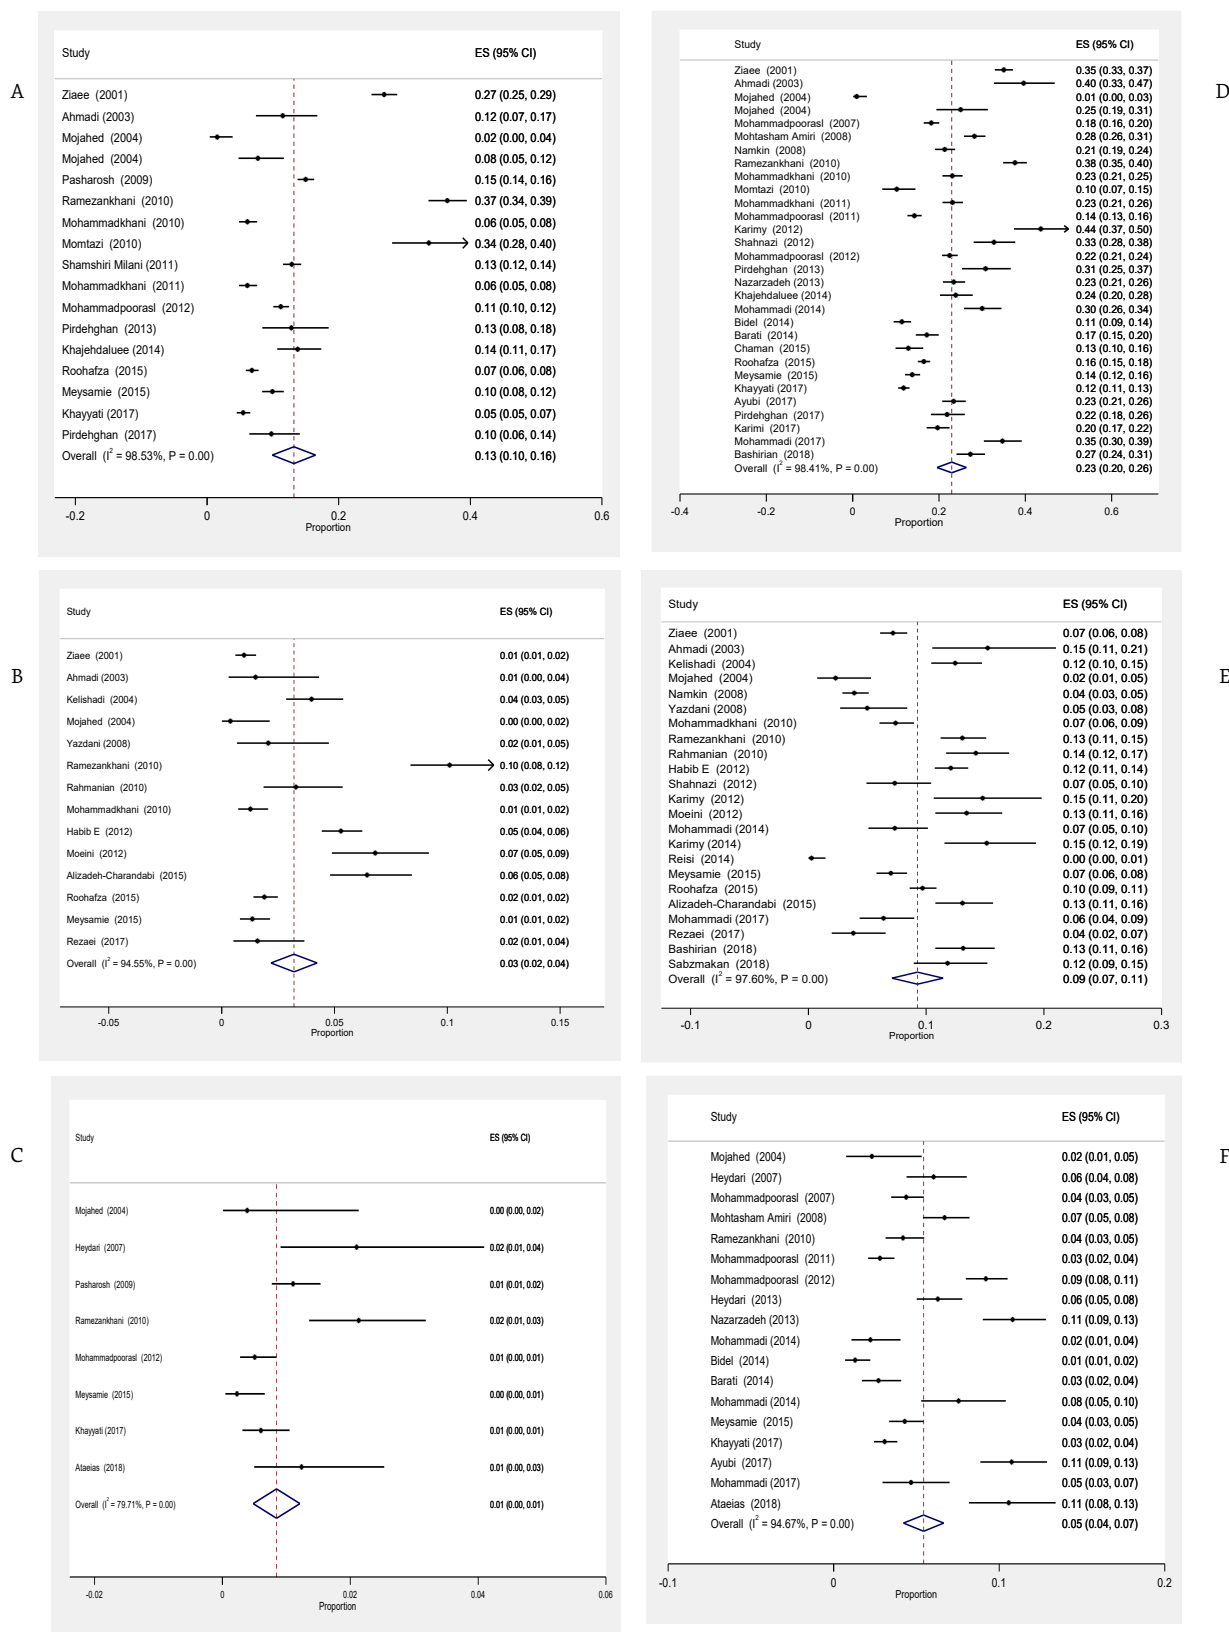 A
Study ES (95% CI)
Ziaee (2001) 0.27 (0.25, 0.29)
Ahmadi (2003) 0.12 (0.07, 0.17)
Mojahed (2004) 0.02 (0.00, 0.04)
Mojahed (2004) 0.08 (0.05, 0.12)
Pasharosh (2009) 0.15 (0.14, 0.16)
Ramezankhani (2010) 0.37 (0.34, 0.39)
Mohammadkhani (2010) 0.06 (0.05, 0.08)
Momtazi (2010) 0.34 (0.28, 0.40)
Shamshiri Milani (2011) 0.13 (0.12, 0.14)
Mohammadkhani (2011) 0.06 (0.05, 0.08)
Mohammadpoorasl (2012) 0.11 (0.10, 0.12)
Pirdehghan (2013) 0.13 (0.08, 0.18)
Khajehdaluee (2014) 0.14 (0.11, 0.17)
Roohafza (2015) 0.07 (0.06, 0.08)
Meysamie (2015) 0.10 (0.08, 0.12)
Khayyati (2017) 0.05 (0.05, 0.07)
Pirdehghan (2017) 0.10 (0.06, 0.14)
Overall (I² = 98.53%, P = 0.00) 0.13 (0.10, 0.16)
-0.2 0 0.2 0.4 0.6
Proportion
D
Study ES (95% CI)
Ziaee (2001) 0.35 (0.33, 0.37)
Ahmadi (2003) 0.40 (0.33, 0.47)
Mojahed (2004) 0.01 (0.00, 0.03)
Mojahed (2004) 0.25 (0.19, 0.31)
Mohammadpoorasl (2007) 0.18 (0.16, 0.20)
Mohtasham Amiri (2008) 0.28 (0.26, 0.31)
Namkin (2008) 0.21 (0.19, 0.24)
Ramezankhani (2010) 0.38 (0.35, 0.40)
Mohammadkhani (2010) 0.23 (0.21, 0.25)
Momtazi (2010) 0.10 (0.07, 0.15)
Mohammadkhani (2011) 0.23 (0.21, 0.26)
Mohammadpoorasl (2011) 0.14 (0.13, 0.16)
Karimy (2012) 0.44 (0.37, 0.50)
Shahnazi (2012) 0.33 (0.28, 0.38)
Mohammadpoorasl (2012) 0.22 (0.21, 0.24)
Pirdehghan (2013) 0.31 (0.25, 0.37)
Nazarzadeh (2013) 0.23 (0.21, 0.26)
Khajehdaluee (2014) 0.24 (0.20, 0.28)
Mohammadi (2014) 0.30 (0.26, 0.34)
Bidel (2014) 0.11 (0.09, 0.14)
Barati (2014) 0.17 (0.15, 0.20)
Chaman (2015) 0.13 (0.10, 0.16)
Roohafza (2015) 0.16 (0.15, 0.18)
Meysamie (2015) 0.14 (0.12, 0.16)
Khayyati (2017) 0.12 (0.11, 0.13)
Ayubi (2017) 0.23 (0.21, 0.26)
Pirdehghan (2017) 0.22 (0.18, 0.26)
Karimi (2017) 0.20 (0.17, 0.22)
Mohammadi (2017) 0.35 (0.30, 0.39)
Bashirian (2018) 0.27 (0.24, 0.31)
Overall (I² = 98.41%, P = 0.00) 0.23 (0.20, 0.26)
-0.4 -0.2 0 0.2 0.4 0.6
Proportion
B
Study ES (95% CI)
Ziaee (2001) 0.01 (0.01, 0.02)
Ahmadi (2003) 0.01 (0.00, 0.04)
Kelishadi (2004) 0.04 (0.03, 0.05)
Mojahed (2004) 0.00 (0.00, 0.02)
Yazdani (2008) 0.02 (0.01, 0.05)
Ramezankhani (2010) 0.10 (0.08, 0.12)
Rahmanian (2010) 0.03 (0.02, 0.05)
Mohammadkhani (2010) 0.01 (0.01, 0.02)
Habib E (2012) 0.05 (0.04, 0.06)
Moeini (2012) 0.07 (0.05, 0.09)
Alizadeh-Charandabi (2015) 0.06 (0.05, 0.08)
Roohafza (2015) 0.02 (0.01, 0.02)
Meysamie (2015) 0.01 (0.01, 0.02)
Rezaei (2017) 0.02 (0.01, 0.04)
Overall (I² = 94.55%, P = 0.00) 0.03 (0.02, 0.04)
-0.05 0 0.05 0.1 0.15
Proportion
E
Study ES (95% CI)
Ziaee (2001) 0.07 (0.06, 0.08)
Ahmadi (2003) 0.15 (0.11, 0.21)
Kelishadi (2004) 0.12 (0.10, 0.15)
Mojahed (2004) 0.02 (0.01, 0.05)
Namkin (2008) 0.04 (0.03, 0.05)
Yazdani (2008) 0.05 (0.03, 0.08)
Mohammadkhani (2010) 0.07 (0.06, 0.09)
Ramezankhani (2010) 0.13 (0.11, 0.15)
Rahmanian (2010) 0.14 (0.12, 0.17)
Habib E (2012) 0.12 (0.11, 0.14)
Shahnazi (2012) 0.07 (0.05, 0.10)
Karimy (2012) 0.15 (0.11, 0.20)
Moeini (2012) 0.13 (0.11, 0.16)
Mohammadi (2014) 0.07 (0.05, 0.10)
Karimy (2014) 0.15 (0.12, 0.19)
Reisi (2014) 0.00 (0.00, 0.01)
Meysamie (2015) 0.07 (0.06, 0.08)
Roohafza (2015) 0.10 (0.09, 0.11)
Alizadeh-Charandabi (2015) 0.13 (0.11, 0.16)
Mohammadi (2017) 0.06 (0.04, 0.09)
Rezaei (2017) 0.04 (0.02, 0.07)
Bashirian (2018) 0.13 (0.11, 0.16)
Sabzmakan (2018) 0.12 (0.09, 0.15)
Overall (I² = 97.60%, P = 0.00) 0.09 (0.07, 0.11)
-0.1 0 0.1 0.2 0.3
Proportion
C
Study ES (95% CI)
Mojahed (2004) 0.00 (0.00, 0.02)
Heydari (2007) 0.02 (0.01, 0.04)
Pasharosh (2009) 0.01 (0.01, 0.02)
Ramezankhani (2010) 0.02 (0.01, 0.03)
Mohammadpoorasl (2012) 0.01 (0.00, 0.01)
Meysamie (2015) 0.00 (0.00, 0.01)
Khayyati (2017) 0.01 (0.00, 0.01)
Ataeias (2018) 0.01 (0.00, 0.03)
Overall (I² = 79.71%, P = 0.00) 0.01 (0.00, 0.01)
-0.02 0 0.02 0.04 0.06
Proportion
F
Study ES (95% CI)
Mojahed (2004) 0.02 (0.01, 0.05)
Heydari (2007) 0.06 (0.04, 0.08)
Mohammadpoorasl (2007) 0.04 (0.03, 0.05)
Mohtasham Amiri (2008) 0.07 (0.05, 0.08)
Ramezankhani (2010) 0.04 (0.03, 0.05)
Mohammadpoorasl (2011) 0.03 (0.02, 0.04)
Mohammadpoorasl (2012) 0.09 (0.08, 0.11)
Heydari (2013) 0.06 (0.05, 0.08)
Nazarzadeh (2013) 0.11 (0.09, 0.13)
Mohammadi (2014) 0.02 (0.01, 0.04)
Bidel (2014) 0.01 (0.01, 0.02)
Barati (2014) 0.03 (0.02, 0.04)
Mohammadi (2014) 0.08 (0.05, 0.10)
Meysamie (2015) 0.04 (0.03, 0.05)
Khayyati (2017) 0.03 (0.02, 0.04)
Ayubi (2017) 0.11 (0.09, 0.13)
Mohammadi (2017) 0.05 (0.03, 0.07)
Ataeias (2018) 0.11 (0.08, 0.13)
Overall (I² = 94.67%, P = 0.00) 0.05 (0.04, 0.07)
-0.1 0 0.1 0.2
Proportion